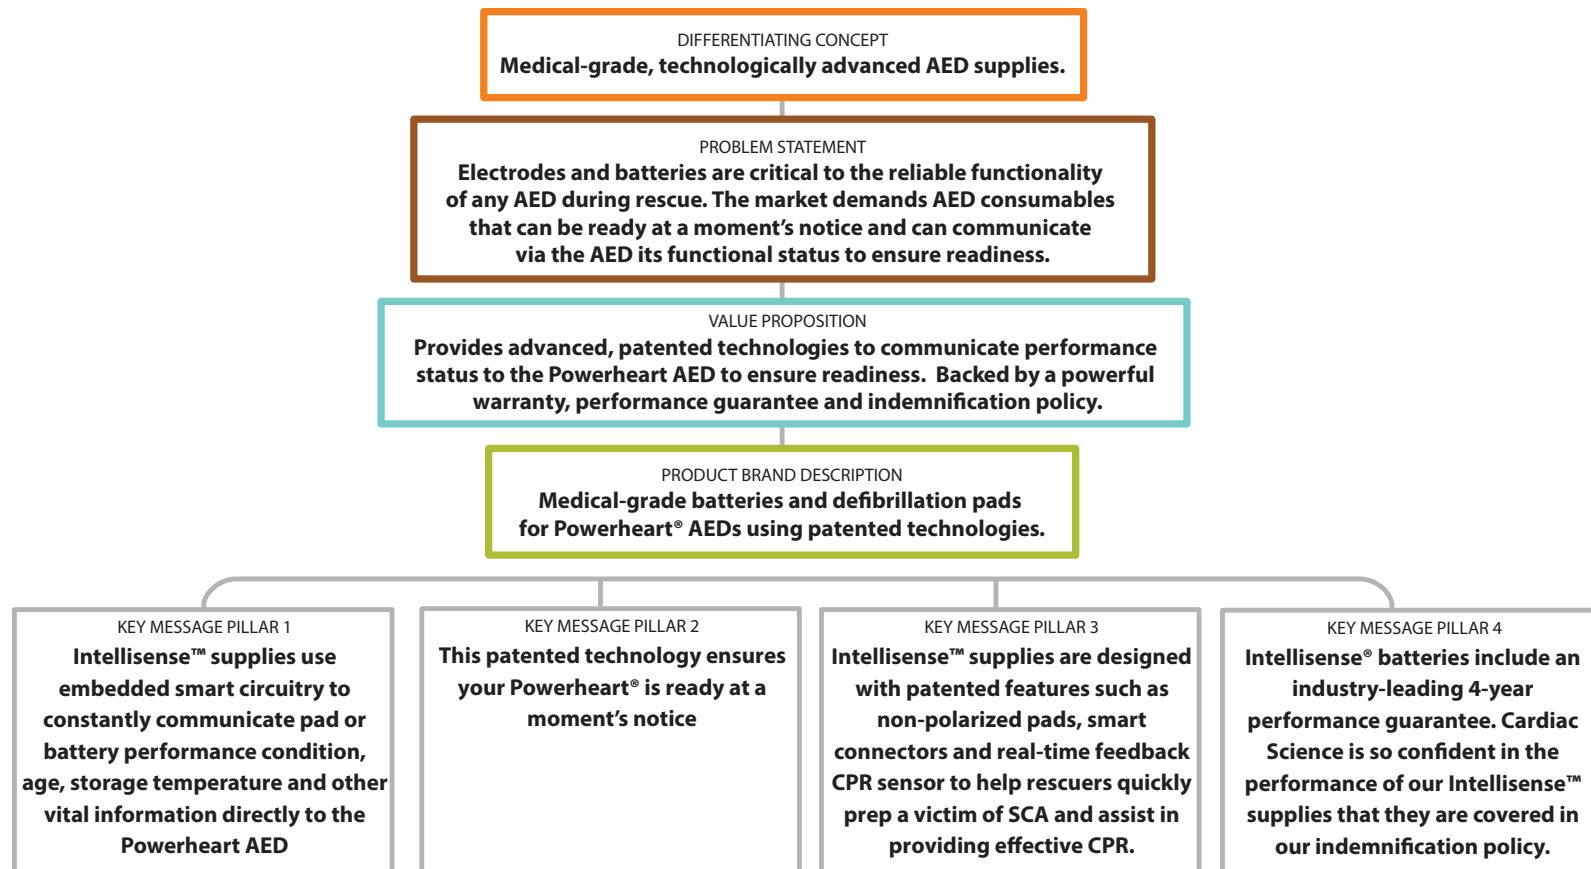 DIFFERENTIATING CONCEPT
Medical-grade, technologically advanced AED supplies.
PROBLEM STATEMENT
Electrodes and batteries are critical to the reliable functionality
of any AED during rescue. The market demands AED consumables
that can be ready at a moment’s notice and can communicate
via the AED its functional status to ensure readiness.
VALUE PROPOSITION
Provides advanced, patented technologies to communicate performance
status to the Powerheart AED to ensure readiness.  Backed by a powerful
warranty, performance guarantee and indemnification policy.
PRODUCT BRAND DESCRIPTION
Medical-grade batteries and defibrillation pads
for Powerheart® AEDs using patented technologies.
KEY MESSAGE PILLAR 1
Intellisense™ supplies use
embedded smart circuitry to
constantly communicate pad or
battery performance condition,
age, storage temperature and other
vital information directly to the
Powerheart AED
KEY MESSAGE PILLAR 2
This patented technology ensures
your Powerheart® is ready at a
moment’s notice
KEY MESSAGE PILLAR 3
Intellisense™ supplies are designed
with patented features such as
non-polarized pads, smart
connectors and real-time feedback
CPR sensor to help rescuers quickly
prep a victim of SCA and assist in
providing effective CPR.
KEY MESSAGE PILLAR 4
Intellisense® batteries include an
industry-leading 4-year
performance guarantee. Cardiac
Science is so confident in the
performance of our Intellisense™
supplies that they are covered in
our indemnification policy.